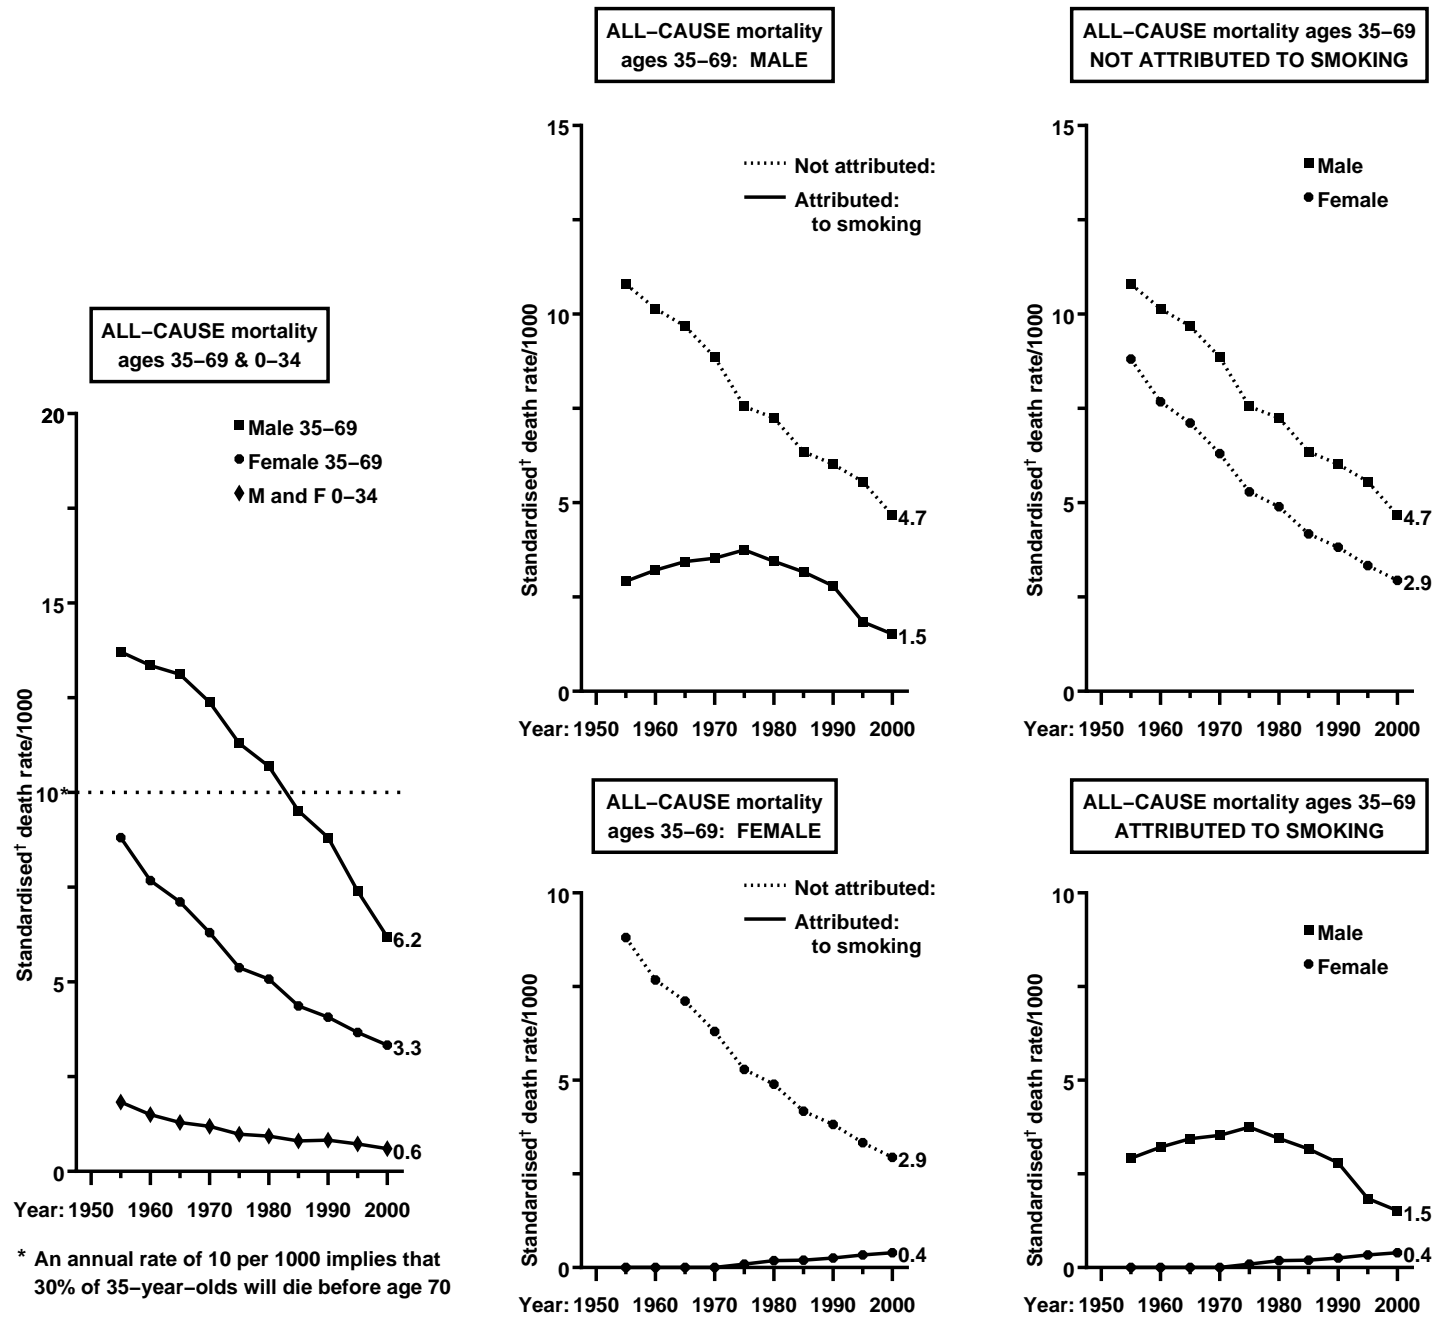 ALL–CAUSE mortality
ages 35–69 & 0–34
20
15
10*
5
0
Standardised† death rate/1000
Male 35–69
Female 35–69
M and F 0–34
6.2
3.3
0.6
Year: 1950 1960 1970 1980 1990 2000
* An annual rate of 10 per 1000 implies that
30% of 35–year–olds will die before age 70
ALL–CAUSE mortality
ages 35–69: MALE
15
10
5
0
Standardised† death rate/1000
Not attributed:
Attributed:
to smoking
4.7
1.5
Year: 1950 1960 1970 1980 1990 2000
ALL–CAUSE mortality ages 35–69
NOT ATTRIBUTED TO SMOKING
15
10
5
0
Standardised† death rate/1000
Male
Female
4.7
2.9
Year: 1950 1960 1970 1980 1990 2000
ALL–CAUSE mortality
ages 35–69: FEMALE
10
5
0
Standardised† death rate/1000
Not attributed:
Attributed:
to smoking
2.9
0.4
Year: 1950 1960 1970 1980 1990 2000
ALL–CAUSE mortality ages 35–69
ATTRIBUTED TO SMOKING
10
5
0
Standardised† death rate/1000
Male
Female
1.5
0.4
Year: 1950 1960 1970 1980 1990 2000